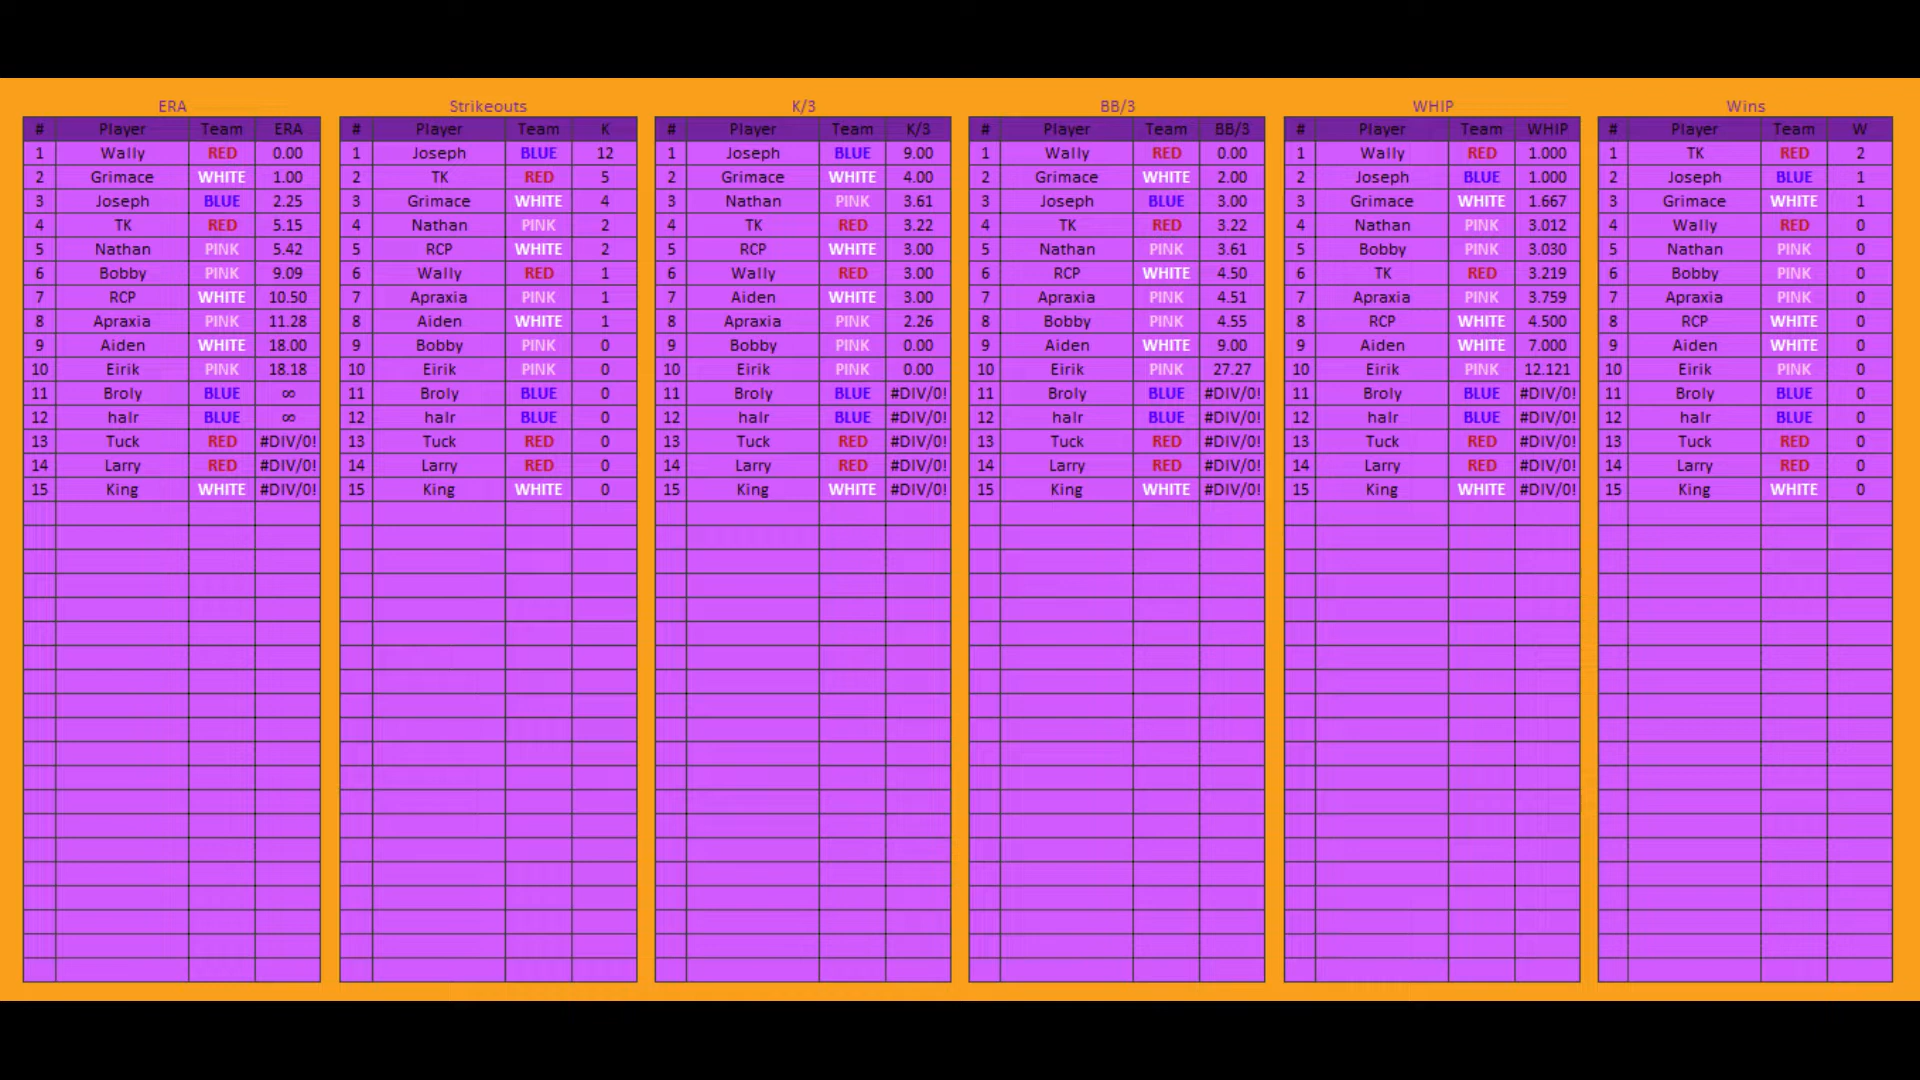 ERA Strikeouts K/3 BB/3 WHIP Wins
# Player Team ERA # Player Team K # Player Team K/3 # Player Team BB/3 # Player Team WHIP # Player Team W
1 Wally RED 0.00 1 Joseph BLUE 12 1 Joseph BLUE 9.00 1 Wally RED 0.00 1 Wally RED 1.000 1 TK RED 2
2 Grimace WHITE 1.00 2 TK RED 5 2 Grimace WHITE 4.00 2 Grimace WHITE 2.00 2 Joseph BLUE 1.000 2 Joseph BLUE 1
3 Joseph BLUE 2.25 3 Grimace WHITE 4 3 Nathan PINK 3.61 3 Joseph BLUE 3.00 3 Grimace WHITE 1.667 3 Grimace WHITE 1
4 TK RED 5.15 4 Nathan PINK 2 4 TK RED 3.22 4 TK RED 3.22 4 Nathan PINK 3.012 4 Wally RED 0
5 Nathan PINK 5.42 5 RCP WHITE 2 5 RCP WHITE 3.00 5 Nathan PINK 3.61 5 Bobby PINK 3.030 5 Nathan PINK 0
6 Bobby PINK 9.09 6 Wally RED 1 6 Wally RED 3.00 6 RCP WHITE 4.50 6 TK RED 3.219 6 Bobby PINK 0
7 RCP WHITE 10.50 7 Apraxia PINK 1 7 Aiden WHITE 3.00 7 Apraxia PINK 4.51 7 Apraxia PINK 3.759 7 Apraxia PINK 0
8 Apraxia PINK 11.28 8 Aiden WHITE 1 8 Apraxia PINK 2.26 8 Bobby PINK 4.55 8 RCP WHITE 4.500 8 RCP WHITE 0
9 Aiden WHITE 18.00 9 Bobby PINK 0 9 Bobby PINK 0.00 9 Aiden WHITE 9.00 9 Aiden WHITE 7.000 9 Aiden WHITE 0
10 Eirik PINK 18.18 10 Eirik PINK 0 10 Eirik PINK 0.00 10 Eirik PINK 27.27 10 Eirik PINK 12.121 10 Eirik PINK 0
11 Broly BLUE ∞ 11 Broly BLUE 0 11 Broly BLUE #DIV/0! 11 Broly BLUE #DIV/0! 11 Broly BLUE #DIV/0! 11 Broly BLUE 0
12 halr BLUE ∞ 12 halr BLUE 0 12 halr BLUE #DIV/0! 12 halr BLUE #DIV/0! 12 halr BLUE #DIV/0! 12 halr BLUE 0
13 Tuck RED #DIV/0! 13 Tuck RED 0 13 Tuck RED #DIV/0! 13 Tuck RED #DIV/0! 13 Tuck RED #DIV/0! 13 Tuck RED 0
14 Larry RED #DIV/0! 14 Larry RED 0 14 Larry RED #DIV/0! 14 Larry RED #DIV/0! 14 Larry RED #DIV/0! 14 Larry RED 0
15 King WHITE #DIV/0! 15 King WHITE 0 15 King WHITE #DIV/0! 15 King WHITE #DIV/0! 15 King WHITE #DIV/0! 15 King WHITE 0